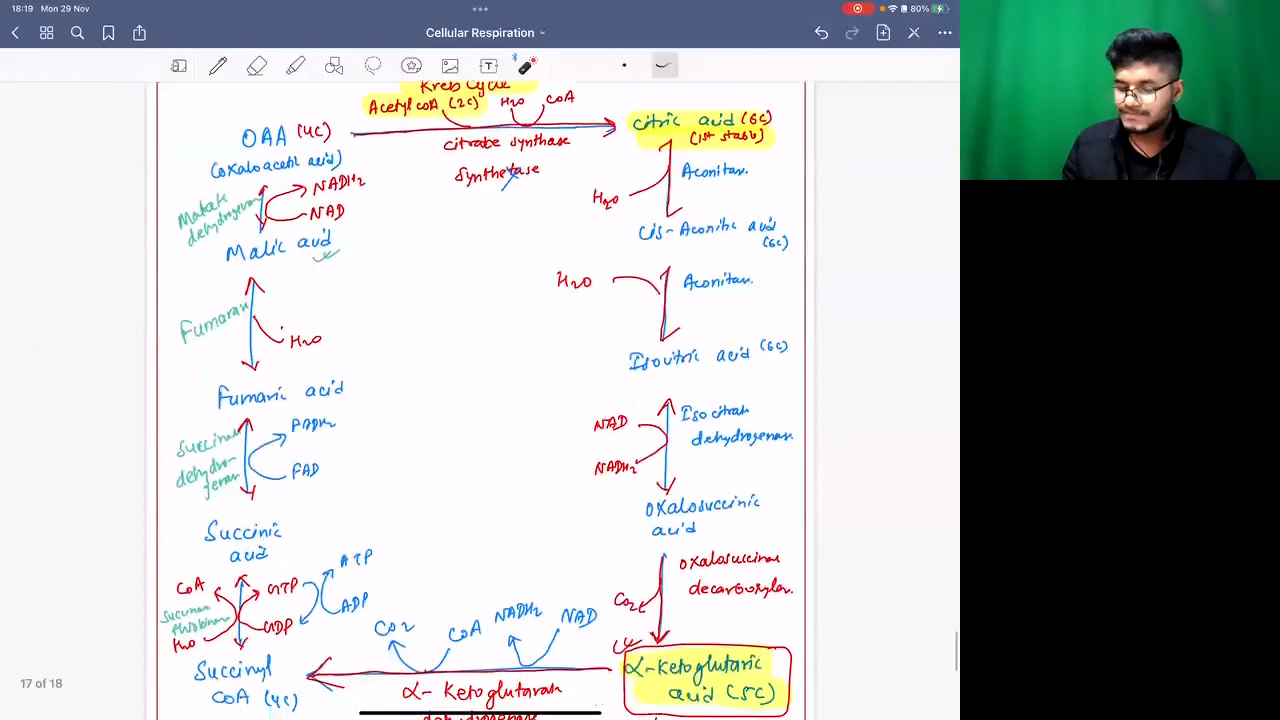 18:19 Mon 29 Nov
80%
Cellular Respiration
Kreb Cycle
Acetyl coA (2C)
H2O
CoA
OAA (4C)
citric acid (6C)
(1st stable)
citrate synthase
(oxaloacetic acid)
Synthetase
NADH2
NAD
Malate
dehydrogenase
H2O
Aconitase
Cis-Aconitic acid
(6C)
Malic acid
H2O
Aconitase
Fumarase
H2O
Isocitric acid (6C)
Fumaric acid
NAD
NADH2
Isocitrate
dehydrogenase
Succinate
dehydro-
genase
FADH2
FAD
Oxalosuccinic
acid
Succinic
acid
Oxalosuccinate
decarboxylase
CO2
CoA
GTP
ATP
GDP
ADP
Succinate
thiokinase
H2O
CO2
CoA
NADH2
NAD
α-Ketoglutaric
acid (5C)
Succinyl
CoA (4C)
α-Ketoglutarate
dehydrogenase
17 of 18